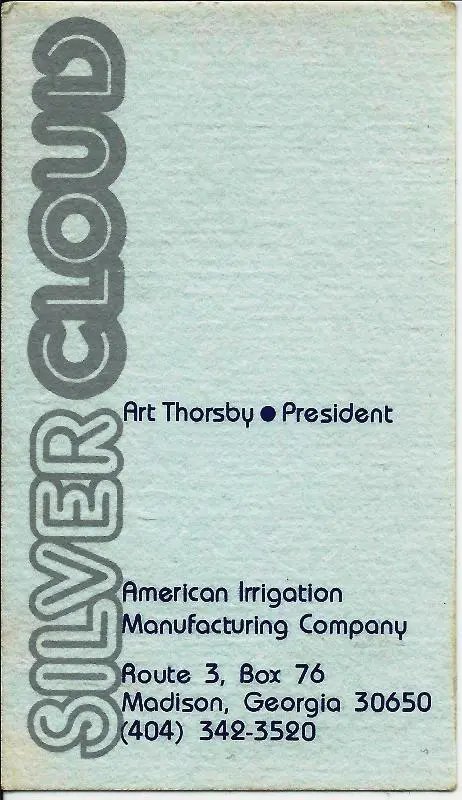 SILVER CLOUD
Art Thorsby ● President
American Irrigation
Manufacturing Company
Route 3, Box 76
Madison, Georgia 30650
(404) 342-3520